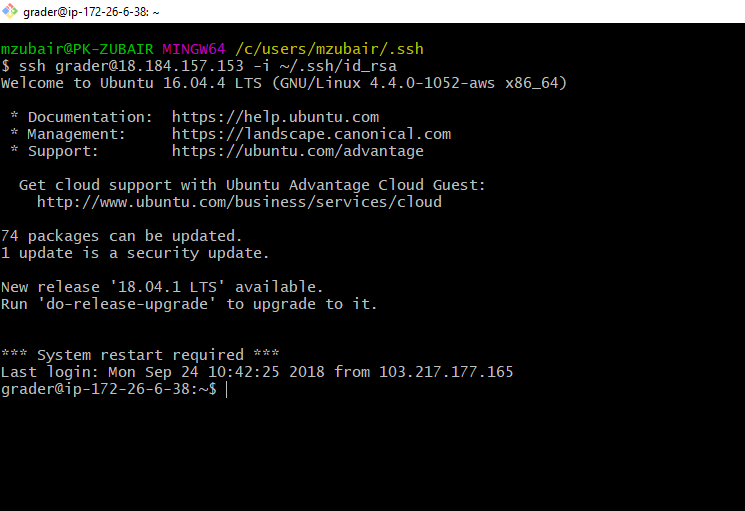 grader@ip-172-26-6-38: ~
mzubair@PK-ZUBAIR MINGW64 /c/users/mzubair/.ssh
$ ssh grader@18.184.157.153 -i ~/.ssh/id_rsa
Welcome to Ubuntu 16.04.4 LTS (GNU/Linux 4.4.0-1052-aws x86_64)
* Documentation:  https://help.ubuntu.com
* Management:     https://landscape.canonical.com
* Support:        https://ubuntu.com/advantage
Get cloud support with Ubuntu Advantage Cloud Guest:
http://www.ubuntu.com/business/services/cloud
74 packages can be updated.
1 update is a security update.
New release '18.04.1 LTS' available.
Run 'do-release-upgrade' to upgrade to it.
*** System restart required ***
Last login: Mon Sep 24 10:42:25 2018 from 103.217.177.165
grader@ip-172-26-6-38:~$